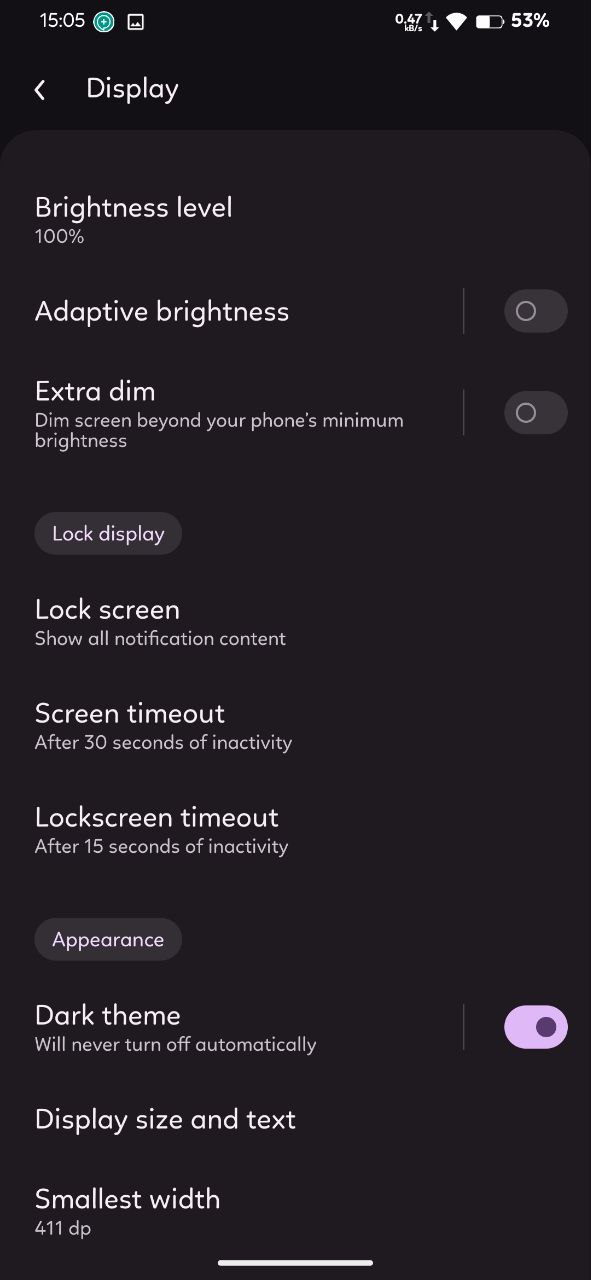 15:05 0.47 kB/s 53%
Display
Brightness level
100%
Adaptive brightness
Extra dim
Dim screen beyond your phone's minimum
brightness
Lock display
Lock screen
Show all notification content
Screen timeout
After 30 seconds of inactivity
Lockscreen timeout
After 15 seconds of inactivity
Appearance
Dark theme
Will never turn off automatically
Display size and text
Smallest width
411 dp